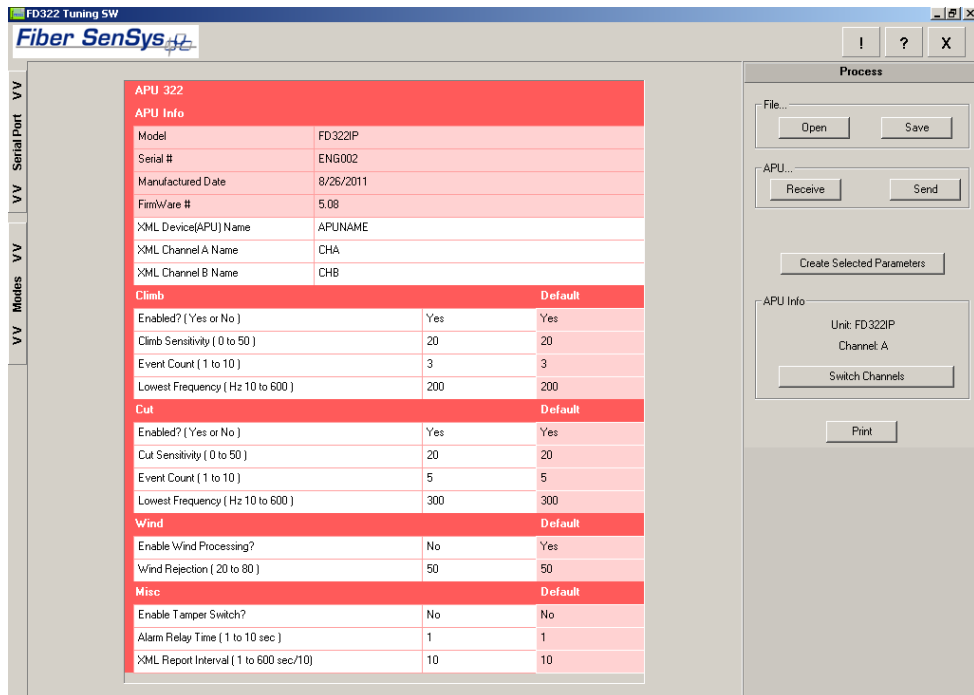 FD322 Tuning SW
Fiber SenSys
! ? X
VV Serial Port VV
VV Modes VV
APU 322
APU Info
Model FD322IP
Serial # ENG002
Manufactured Date 8/26/2011
FirmWare # 5.08
XML Device(APU) Name APUNAME
XML Channel A Name CHA
XML Channel B Name CHB
Climb Default
Enabled? ( Yes or No ) Yes Yes
Climb Sensitivity ( 0 to 50 ) 20 20
Event Count ( 1 to 10 ) 3 3
Lowest Frequency ( Hz 10 to 600 ) 200 200
Cut Default
Enabled? ( Yes or No ) Yes Yes
Cut Sensitivity ( 0 to 50 ) 20 20
Event Count ( 1 to 10 ) 5 5
Lowest Frequency ( Hz 10 to 600 ) 300 300
Wind Default
Enable Wind Processing? No Yes
Wind Rejection ( 20 to 80 ) 50 50
Misc Default
Enable Tamper Switch? No No
Alarm Relay Time ( 1 to 10 sec ) 1 1
XML Report Interval ( 1 to 600 sec/10) 10 10
Process
File...
Open Save
APU...
Receive Send
Create Selected Parameters
APU Info
Unit: FD322IP
Channel: A
Switch Channels
Print